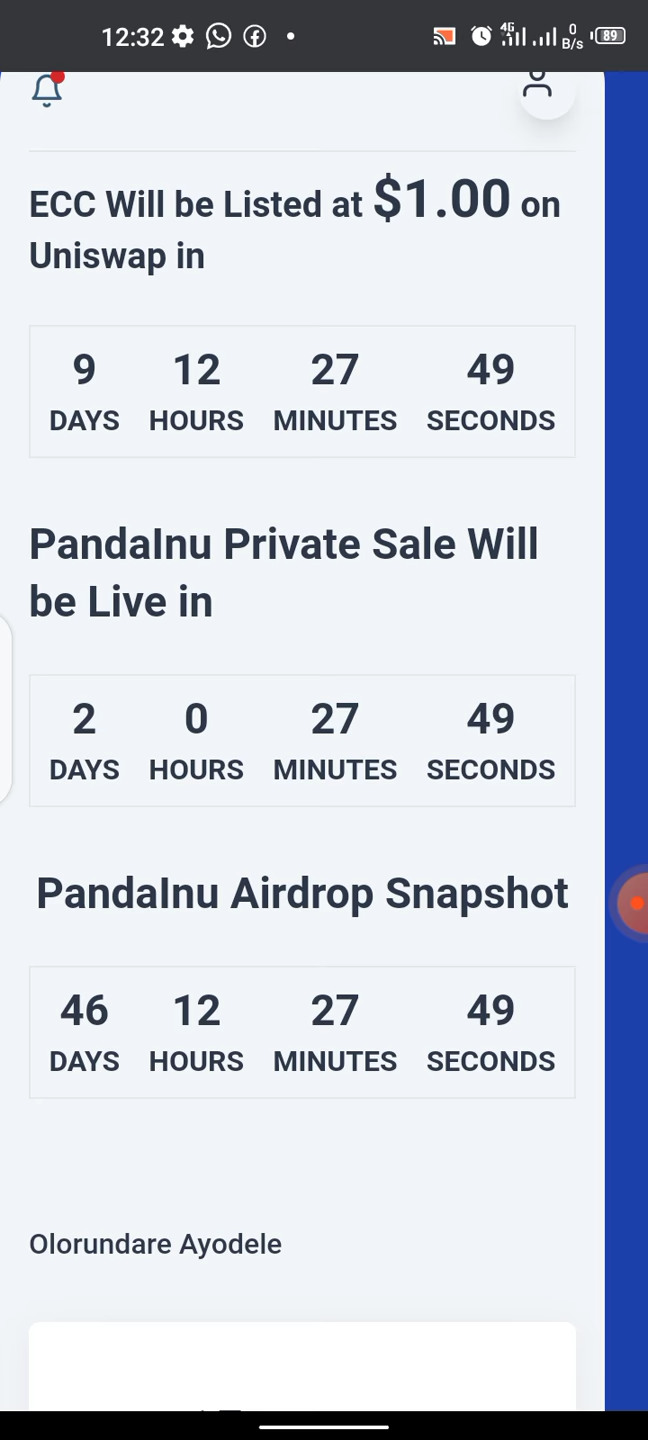 12:32
4G
0
B/s
89
ECC Will be Listed at $1.00 on
Uniswap in
9 12 27 49
DAYS HOURS MINUTES SECONDS
PandaInu Private Sale Will
be Live in
2 0 27 49
DAYS HOURS MINUTES SECONDS
PandaInu Airdrop Snapshot
46 12 27 49
DAYS HOURS MINUTES SECONDS
Olorundare Ayodele